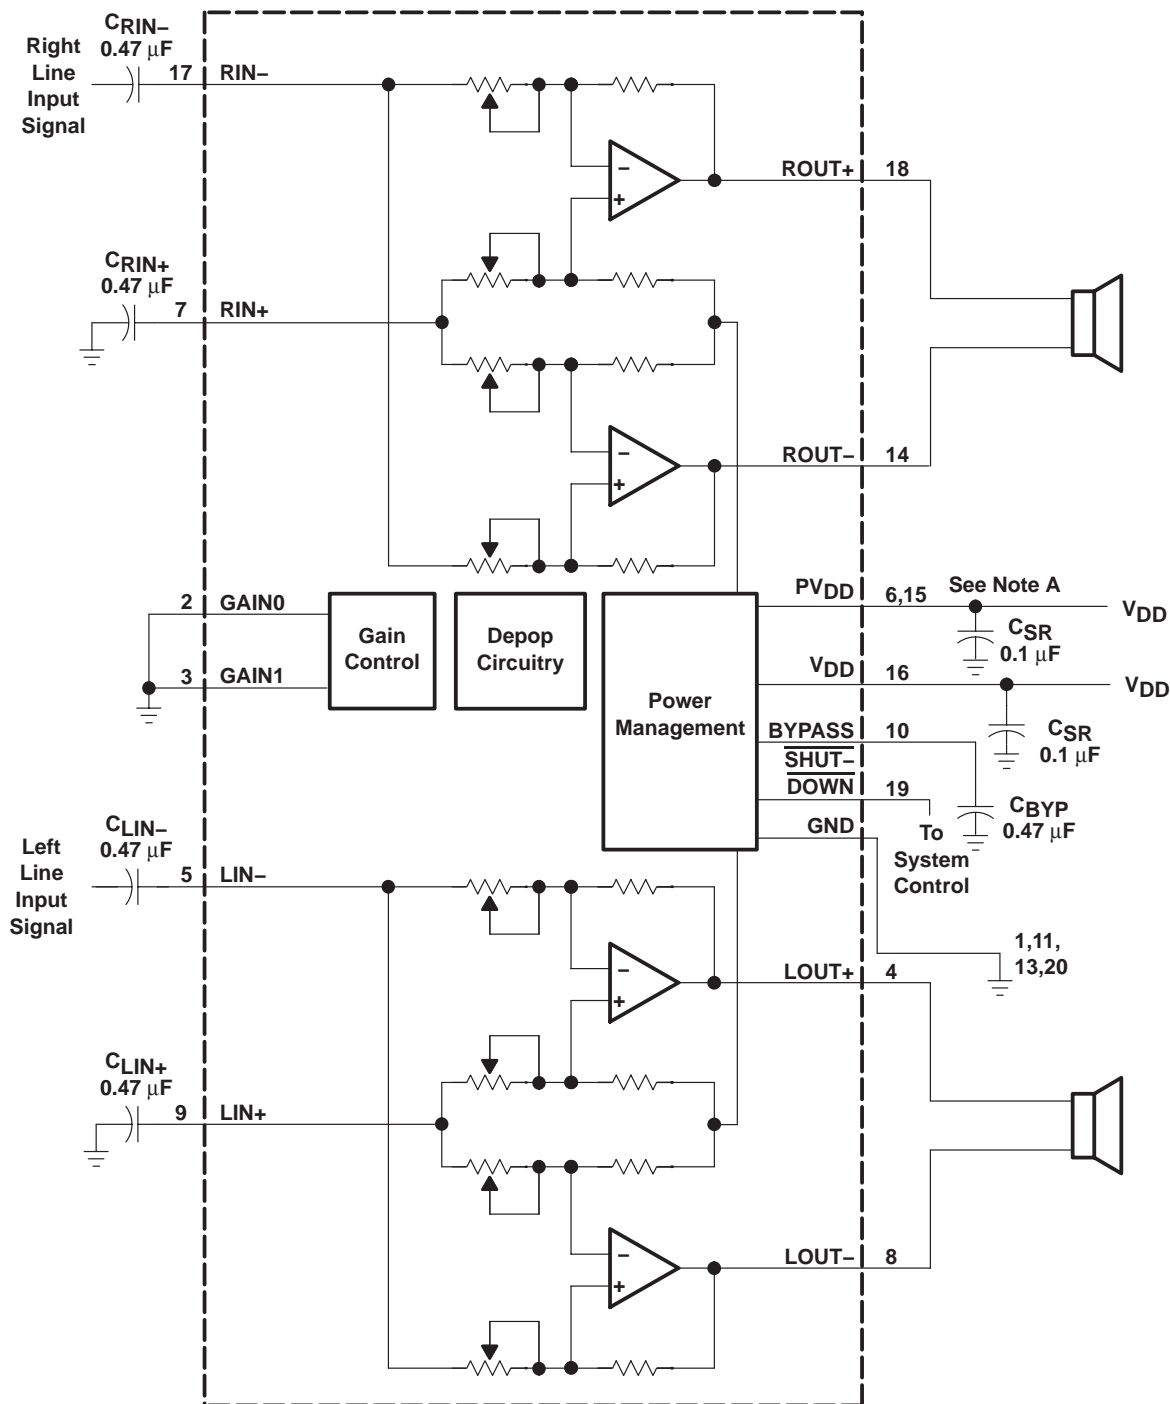 CRIN–
0.47 µF
Right
Line
Input
Signal
17 RIN–
–
+
ROUT+ 18
CRIN+
0.47 µF
7 RIN+
–
+
ROUT– 14
2 GAIN0
3 GAIN1
Gain
Control
Depop
Circuitry
Power
Management
PVDD 6,15 See Note A
VDD
CSR
0.1 µF
VDD 16
VDD
CSR
0.1 µF
BYPASS 10
SHUT–
DOWN 19
CBYP
0.47 µF
GND
To
System
Control
1,11,
13,20
CLIN–
0.47 µF
Left
Line
Input
Signal
5 LIN–
–
+
LOUT+ 4
CLIN+
0.47 µF
9 LIN+
–
+
LOUT– 8